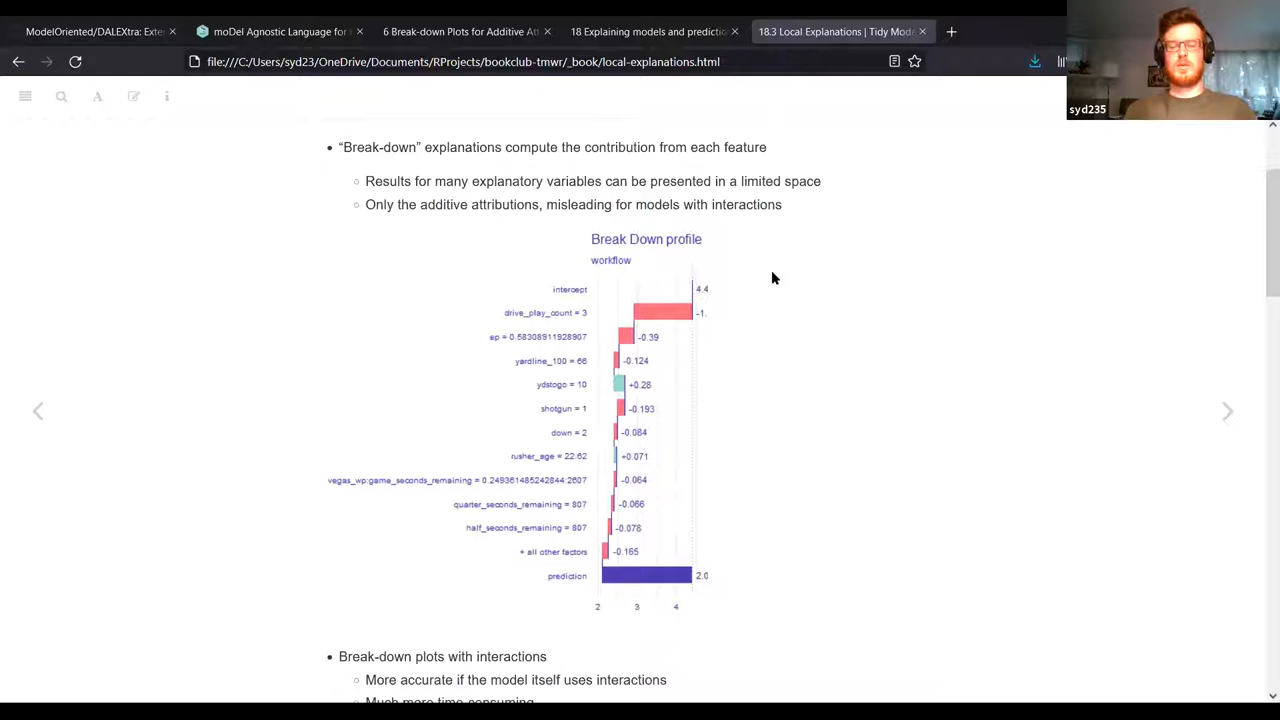 ModelOriented/DALEXtra: Exte
moDel Agnostic Language for
6 Break-down Plots for Additive At
18 Explaining models and predictio
18.3 Local Explanations | Tidy Mod
file:///C:/Users/syd23/OneDrive/Documents/RProjects/bookclub-tmwr/_book/local-explanations.html
syd235
“Break-down” explanations compute the contribution from each feature
Results for many explanatory variables can be presented in a limited space
Only the additive attributions, misleading for models with interactions
Break Down profile
workflow
intercept 4.4
drive_play_count = 3 -1.
ep = 0.58308911928907 -0.39
yardline_100 = 66 -0.124
ydstogo = 10 +0.28
shotgun = 1 -0.193
down = 2 -0.084
rusher_age = 22.62 +0.071
vegas_wp:game_seconds_remaining = 0.249361485242844:2607 -0.064
quarter_seconds_remaining = 807 -0.066
half_seconds_remaining = 807 -0.078
+ all other factors -0.165
prediction 2.0
2 3 4
Break-down plots with interactions
More accurate if the model itself uses interactions
Much more time-consuming